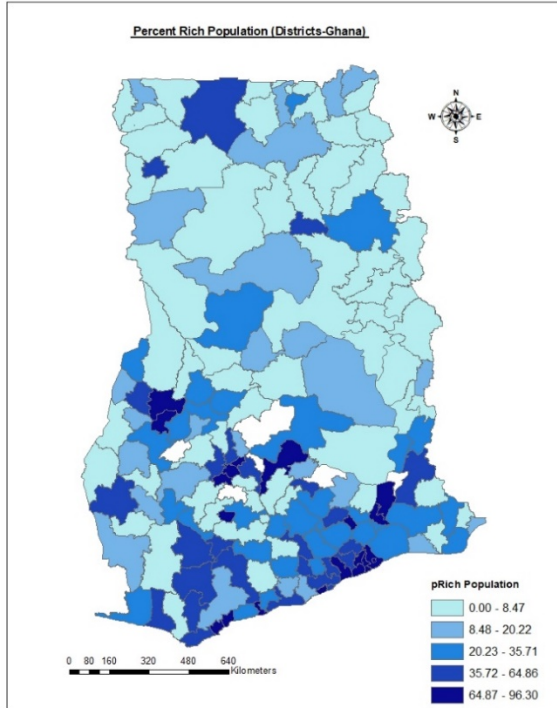 Percent Rich Population (Districts-Ghana)
N
W E
S
pRich Population
0.00 - 8.47
8.48 - 20.22
20.23 - 35.71
35.72 - 64.86
64.87 - 96.30
0 80 160 320 480 640
Kilometers